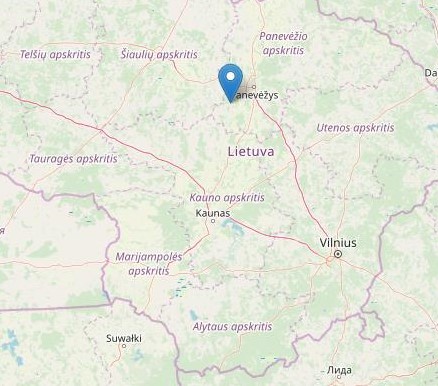 Panevėžio
apskritis
Telšių apskritis
Šiaulių apskritis
Da
anevėžys
Utenos apskritis
Lietuva
Tauragės apskritis
Kauno apskritis
Kaunas
я
Vilnius
Marijampolės
apskritis
Alytaus apskritis
Suwałki
Лида